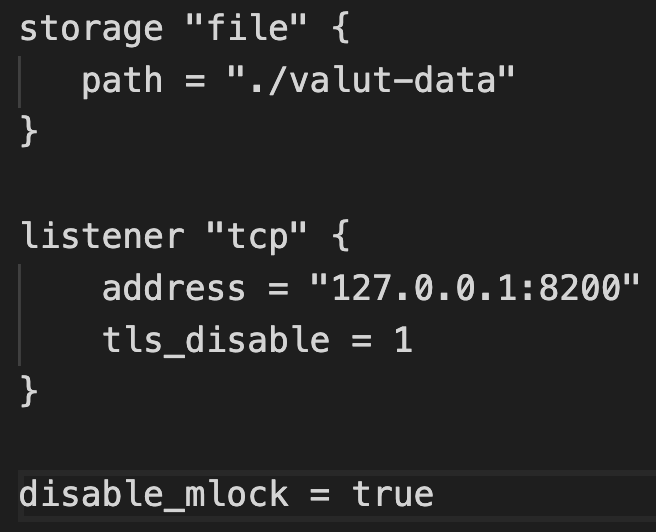 storage "file" {
   path = "./valut-data"
}

listener "tcp" {
    address = "127.0.0.1:8200"
    tls_disable = 1
}

disable_mlock = true